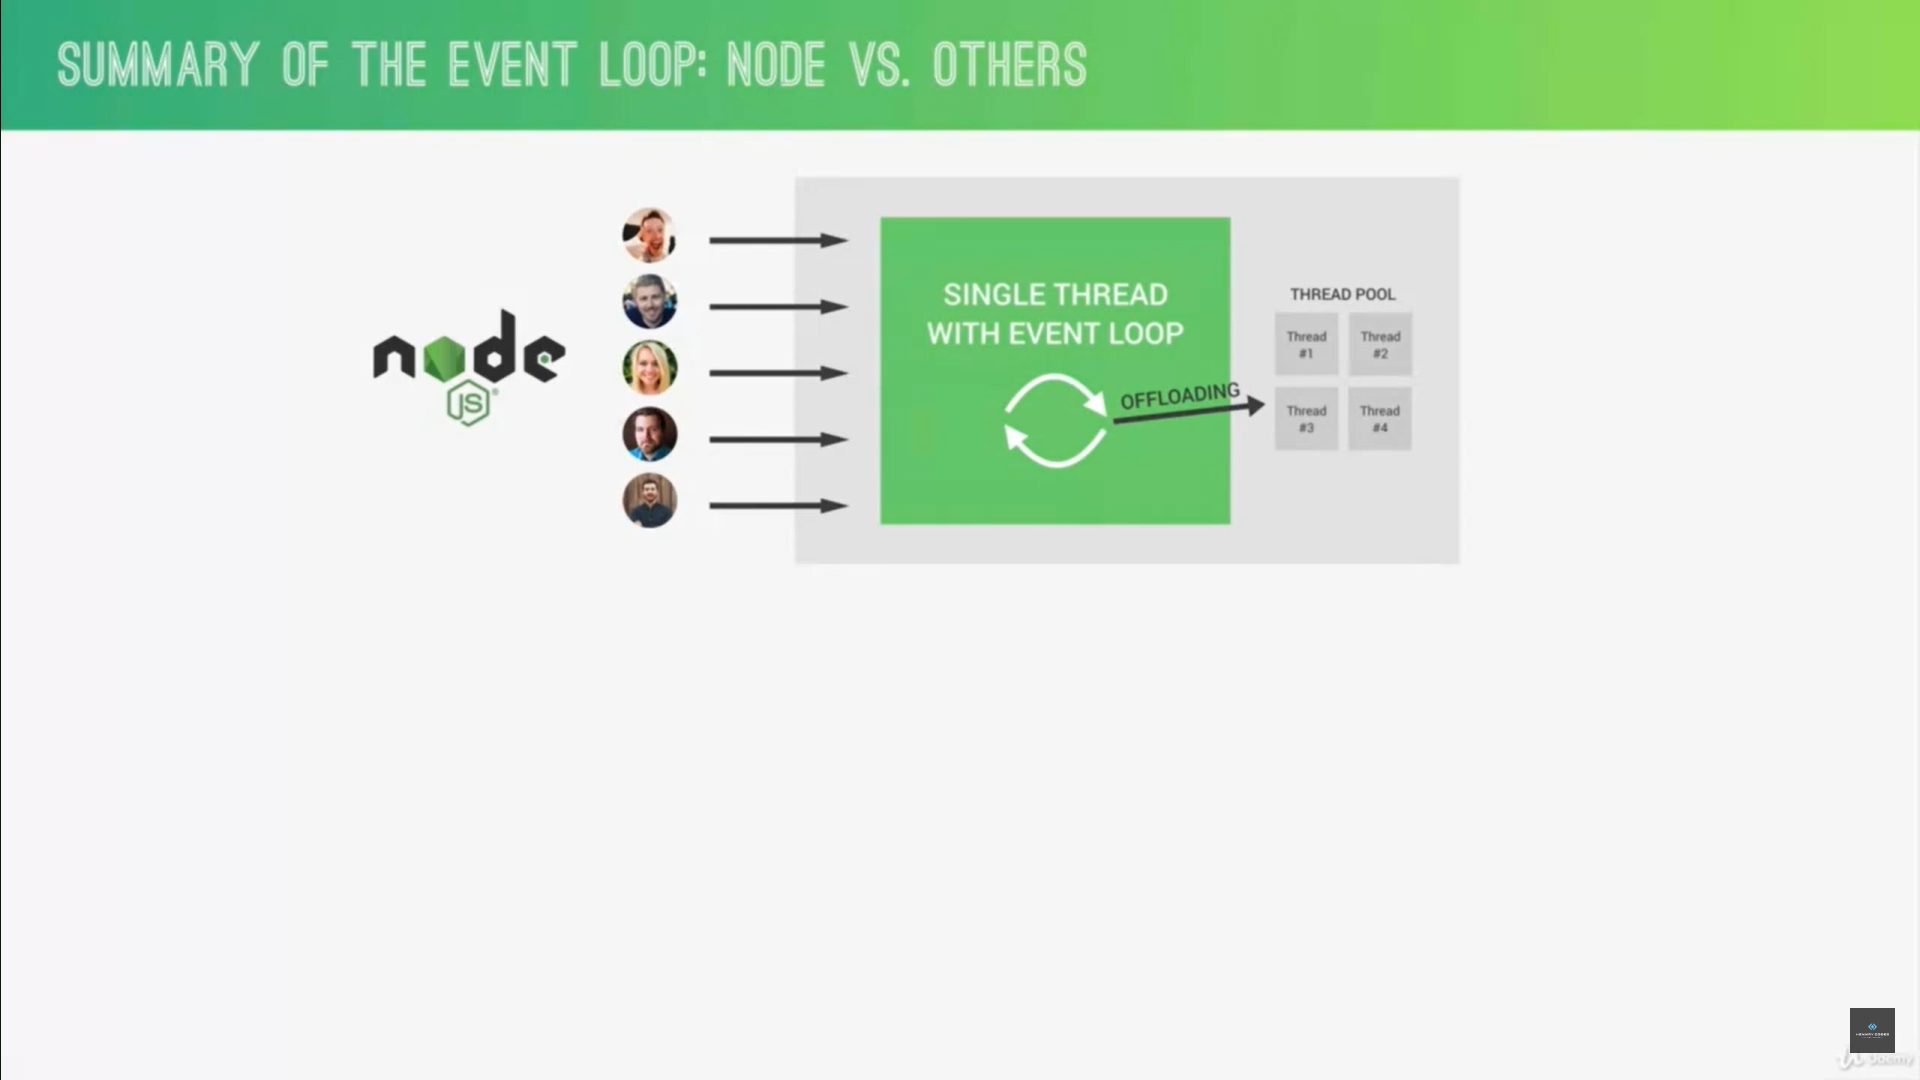 SUMMARY OF THE EVENT LOOP: NODE VS. OTHERS
node
JS
SINGLE THREAD
WITH EVENT LOOP
OFFLOADING
THREAD POOL
Thread
#1
Thread
#2
Thread
#3
Thread
#4
Udemy